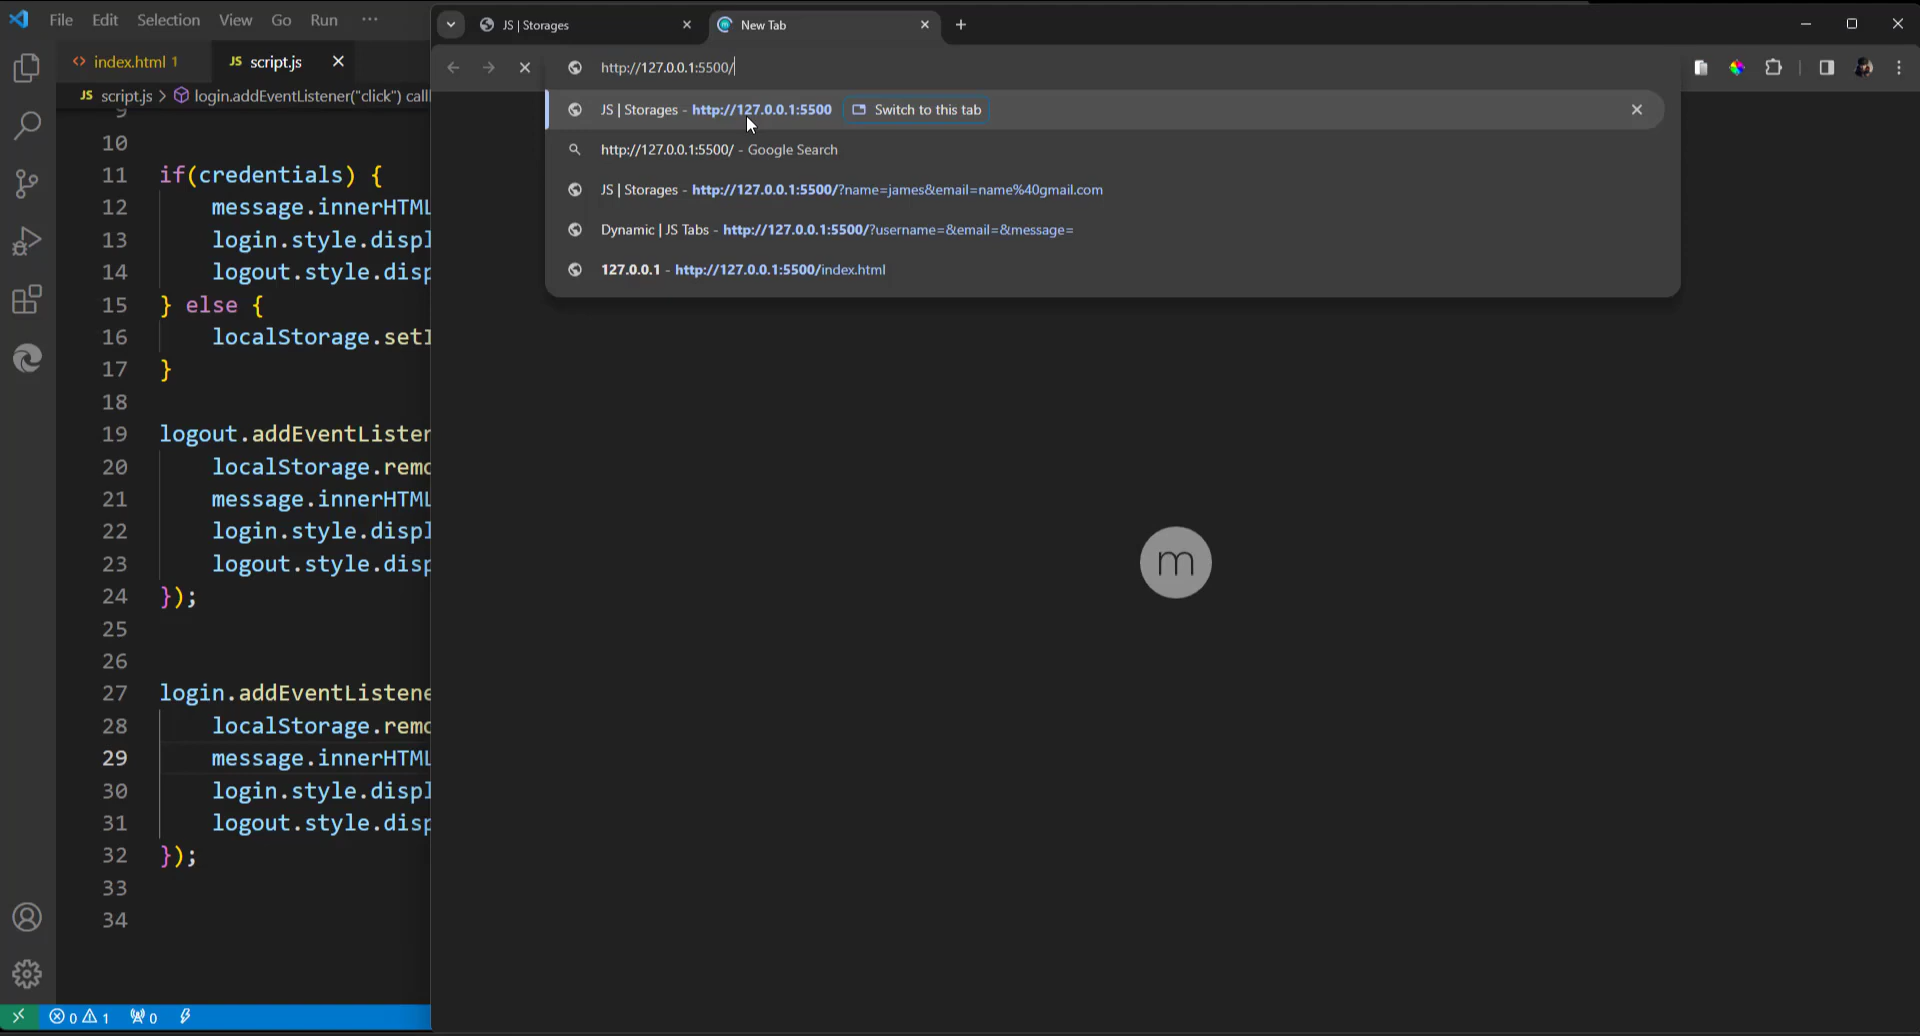 File Edit Selection View Go Run ···
JS | Storages
New Tab
<> index.html 1
JS script.js
http://127.0.0.1:5500/
JS script.js > login.addEventListener("click") call
JS | Storages - http://127.0.0.1:5500 Switch to this tab
http://127.0.0.1:5500/ - Google Search
JS | Storages - http://127.0.0.1:5500/?name=james&email=name%40gmail.com
Dynamic | JS Tabs - http://127.0.0.1:5500/?username=&email=&message=
127.0.0.1 - http://127.0.0.1:5500/index.html
9
10
11 if(credentials) {
12 message.innerHTML
13 login.style.displ
14 logout.style.disp
15 } else {
16 localStorage.setI
17 }
18
19 logout.addEventListen
20 localStorage.remo
21 message.innerHTML
22 login.style.displ
23 logout.style.disp
24 });
25
26
27 login.addEventListene
28 localStorage.remo
29 message.innerHTML
30 login.style.displ
31 logout.style.disp
32 });
33
34
m
0 1 0